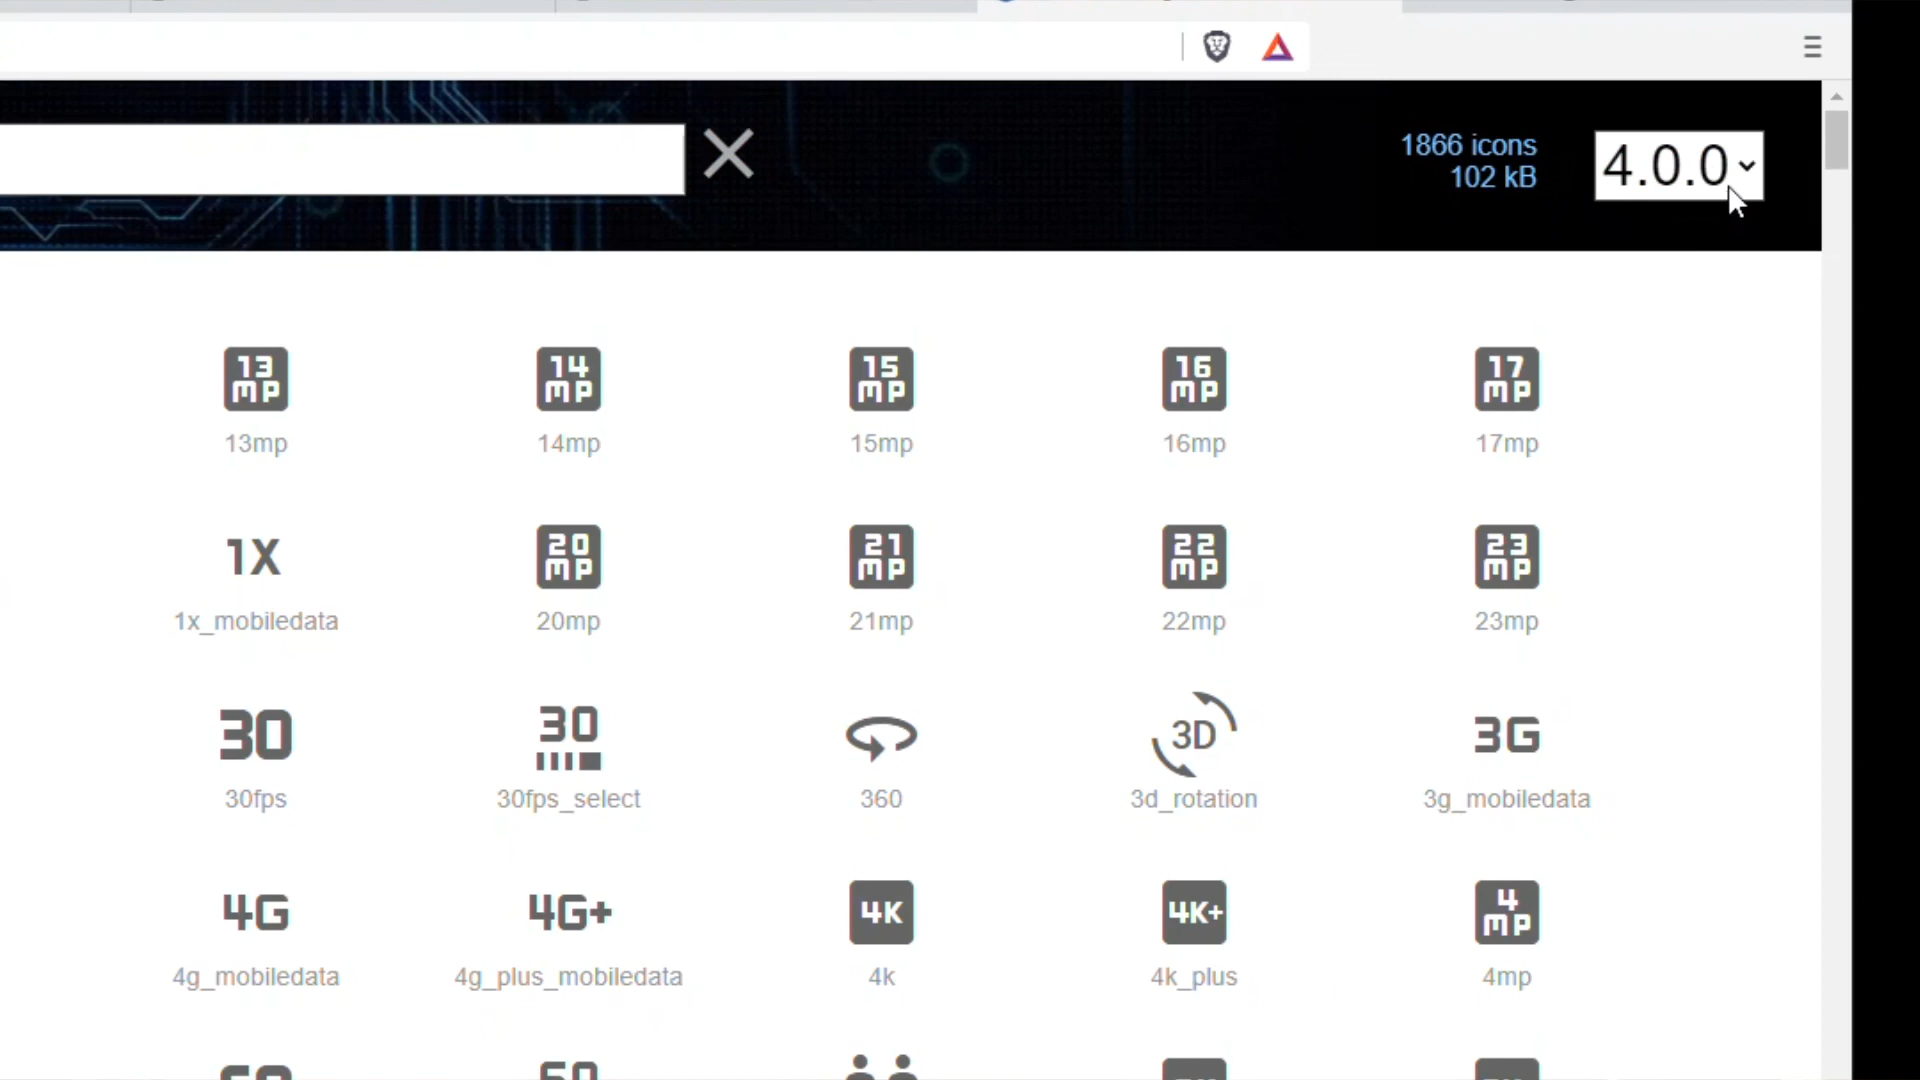 1866 icons
102 kB
4.0.0
13 mp
14 mp
15 mp
16 mp
17 mp
13mp
14mp
15mp
16mp
17mp
1X
20 mp
21 mp
22 mp
23 mp
1x_mobiledata
20mp
21mp
22mp
23mp
30
30
3D
3G
30fps
30fps_select
360
3d_rotation
3g_mobiledata
4G
4G+
4K
4K+
4 mp
4g_mobiledata
4g_plus_mobiledata
4k
4k_plus
4mp